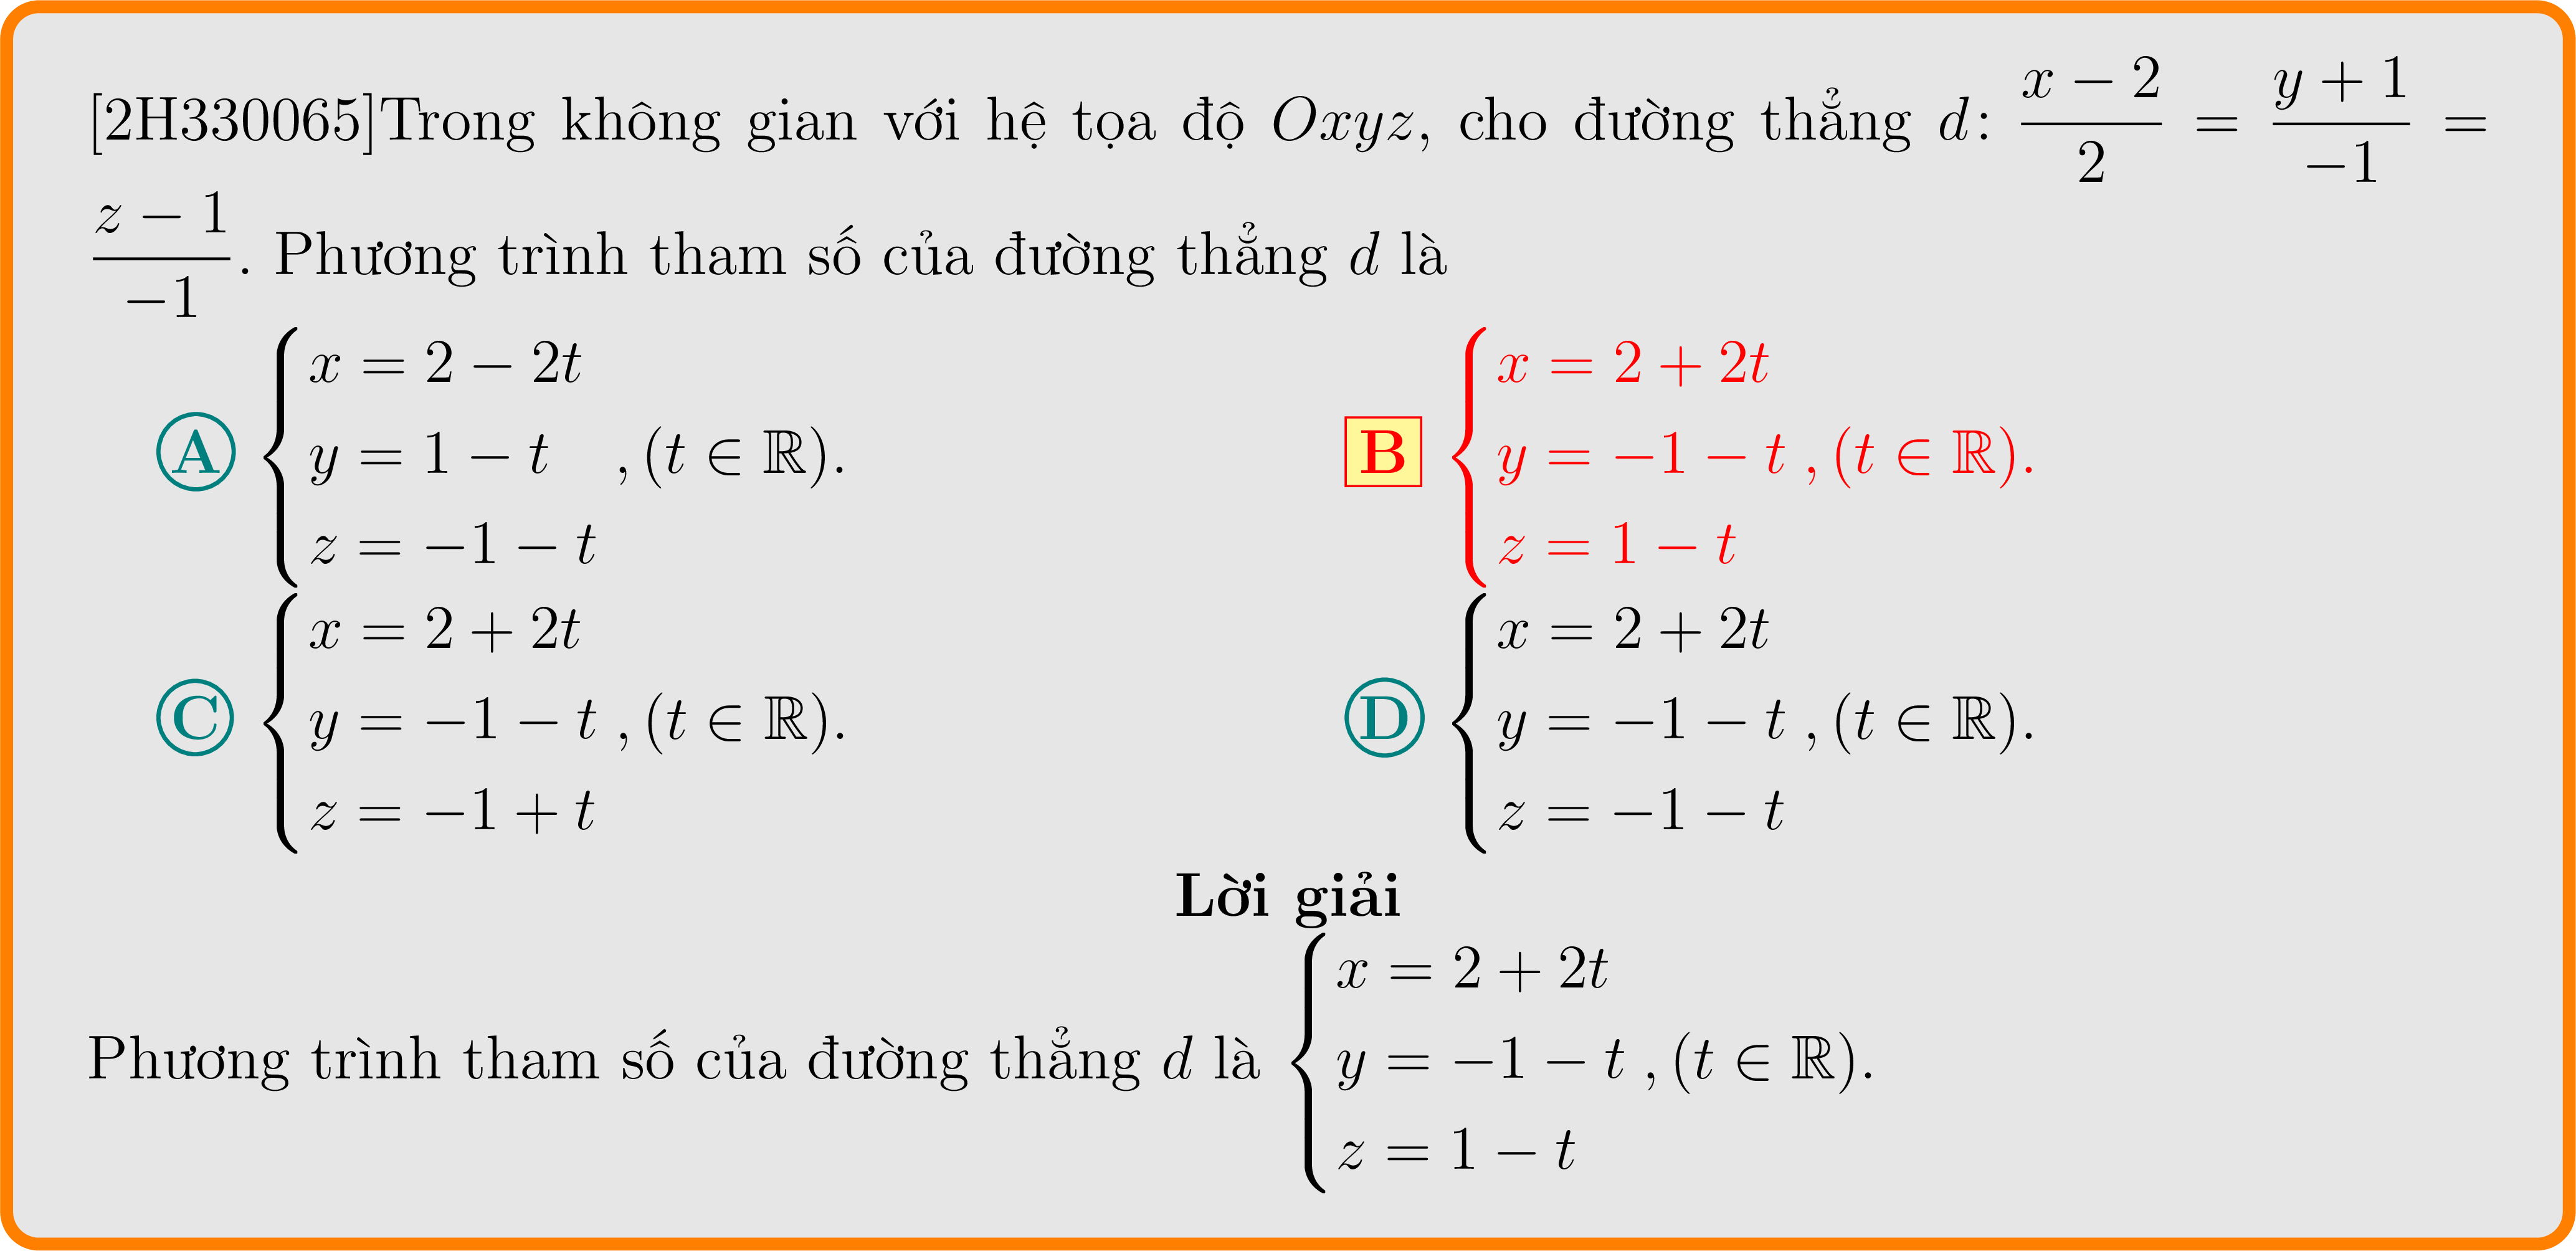 [2H330065]Trong không gian với hệ tọa độ $Oxyz$, cho đường thẳng $d$: $\dfrac{x-2}{2} = \dfrac{y+1}{-1} =$
$\dfrac{z-1}{-1}$. Phương trình tham số của đường thẳng $d$ là
A $\begin{cases} x = 2 - 2t \\ y = 1 - t \\ z = -1 - t \end{cases}, (t \in \mathbb{R}).$
B $\begin{cases} x = 2 + 2t \\ y = -1 - t \\ z = 1 - t \end{cases}, (t \in \mathbb{R}).$
C $\begin{cases} x = 2 + 2t \\ y = -1 - t \\ z = -1 + t \end{cases}, (t \in \mathbb{R}).$
D $\begin{cases} x = 2 + 2t \\ y = -1 - t \\ z = -1 - t \end{cases}, (t \in \mathbb{R}).$
Lời giải
Phương trình tham số của đường thẳng $d$ là $\begin{cases} x = 2 + 2t \\ y = -1 - t \\ z = 1 - t \end{cases}, (t \in \mathbb{R}).$